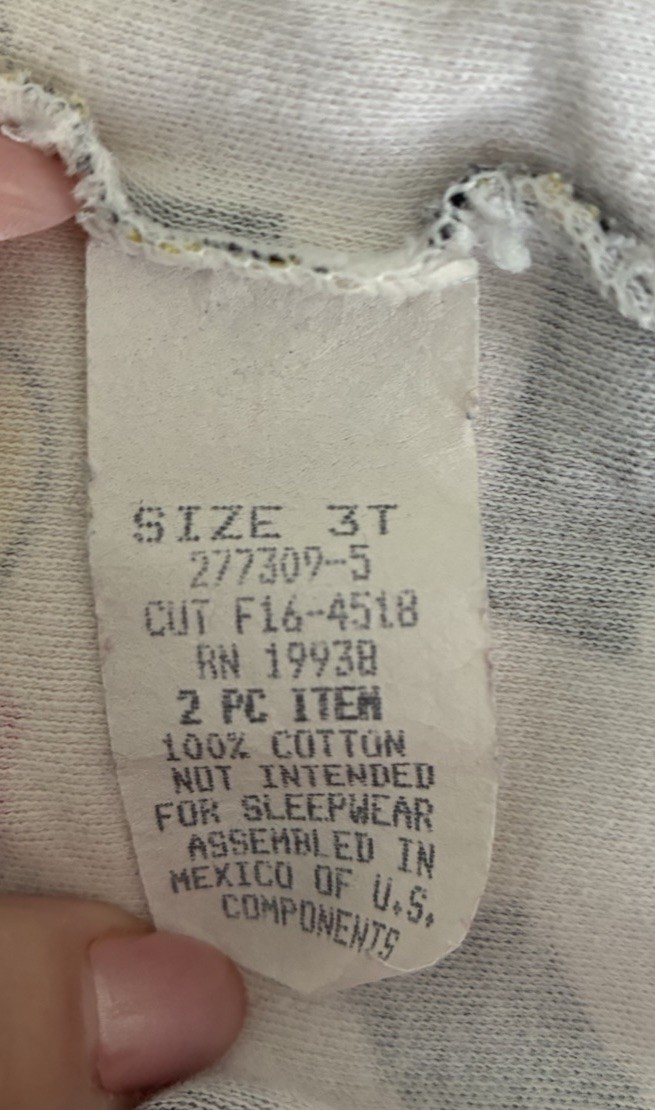 SIZE 3T
277309-5
CUT F16-4518
RN 19938
2 PC ITEM
100% COTTON
NOT INTENDED
FOR SLEEPWEAR
ASSEMBLED IN
MEXICO OF U.S.
COMPONENTS